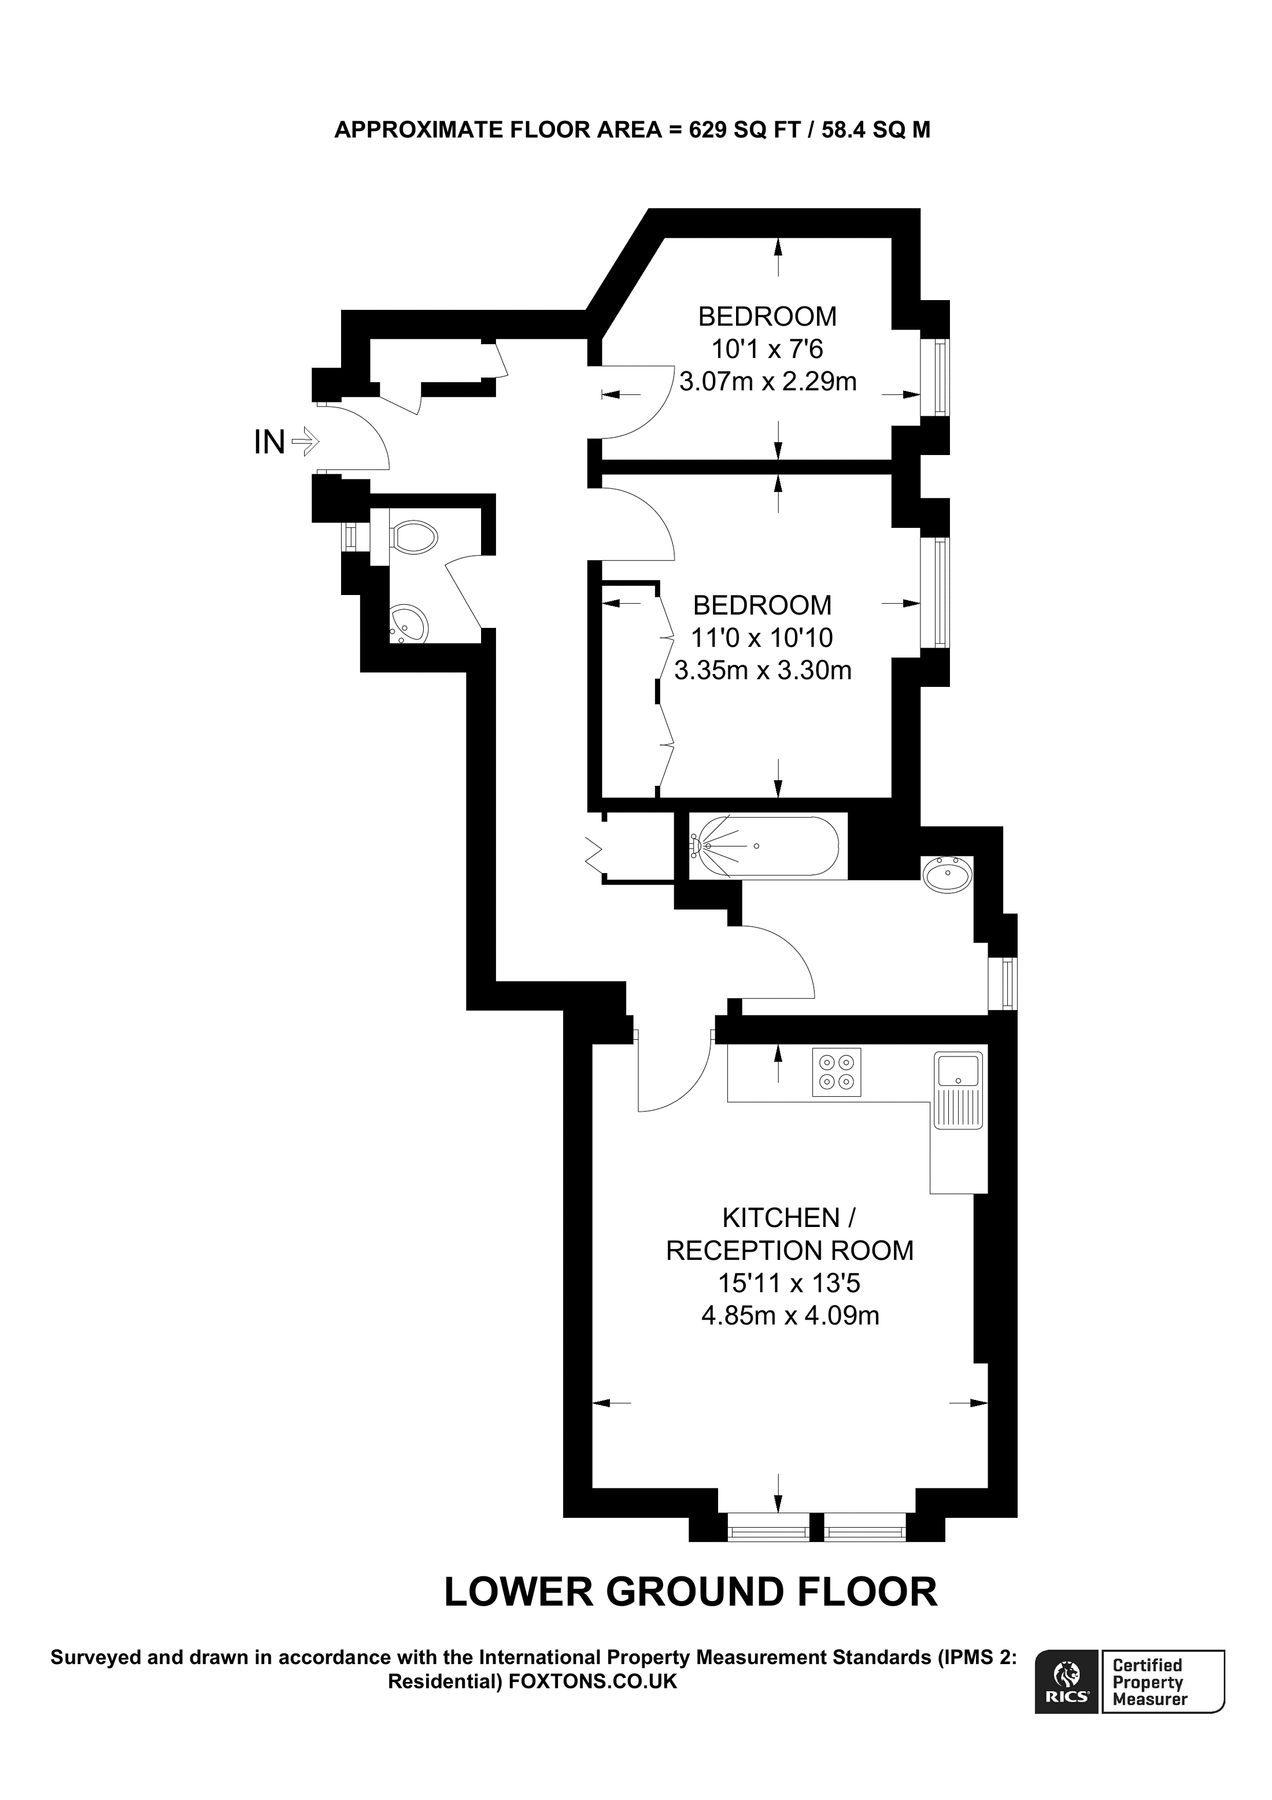 APPROXIMATE FLOOR AREA = 629 SQ FT / 58.4 SQ M
BEDROOM
10'1 x 7'6
3.07m x 2.29m
IN
BEDROOM
11'0 x 10'10
3.35m x 3.30m
KITCHEN /
RECEPTION ROOM
15'11 x 13'5
4.85m x 4.09m
LOWER GROUND FLOOR
Surveyed and drawn in accordance with the International Property Measurement Standards (IPMS 2:
Residential) FOXTONS.CO.UK
RICS
Certified
Property
Measurer